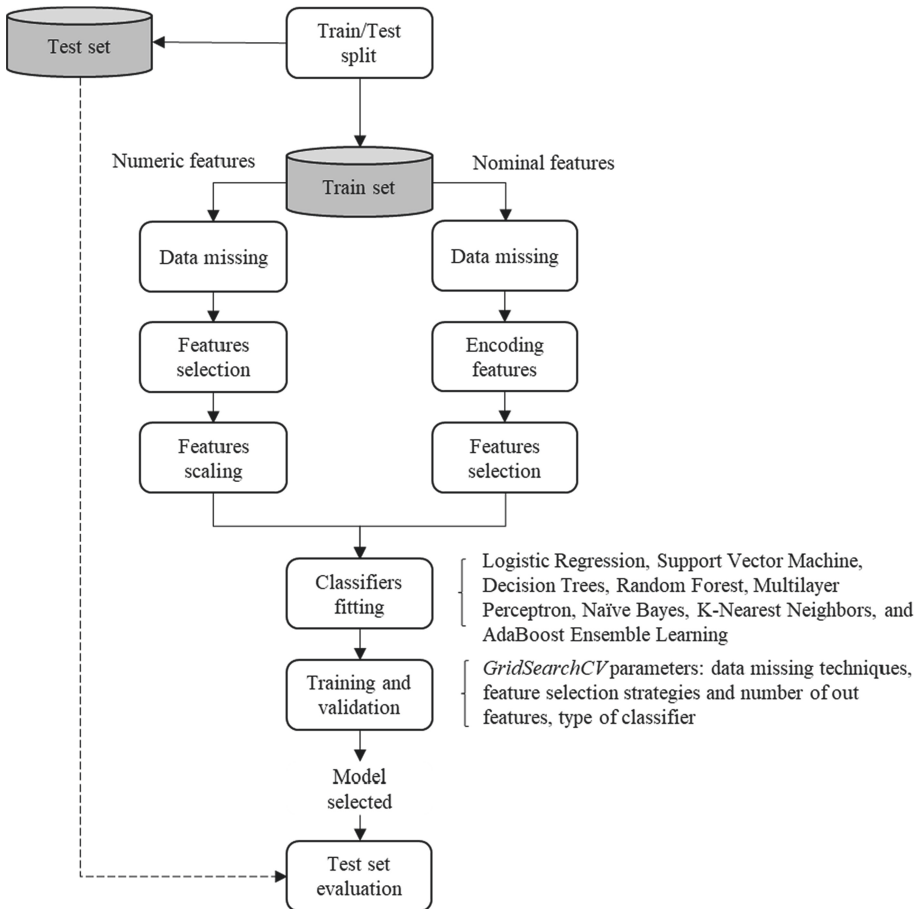 Test set
Train/Test
split
Numeric features
Nominal features
Train set
Data missing
Data missing
Features
selection
Encoding
features
Features
scaling
Features
selection
Classifiers
fitting
Logistic Regression, Support Vector Machine,
Decision Trees, Random Forest, Multilayer
Perceptron, Naïve Bayes, K-Nearest Neighbors, and
AdaBoost Ensemble Learning
Training and
validation
GridSearchCV parameters: data missing techniques,
feature selection strategies and number of out
features, type of classifier
Model
selected
Test set
evaluation